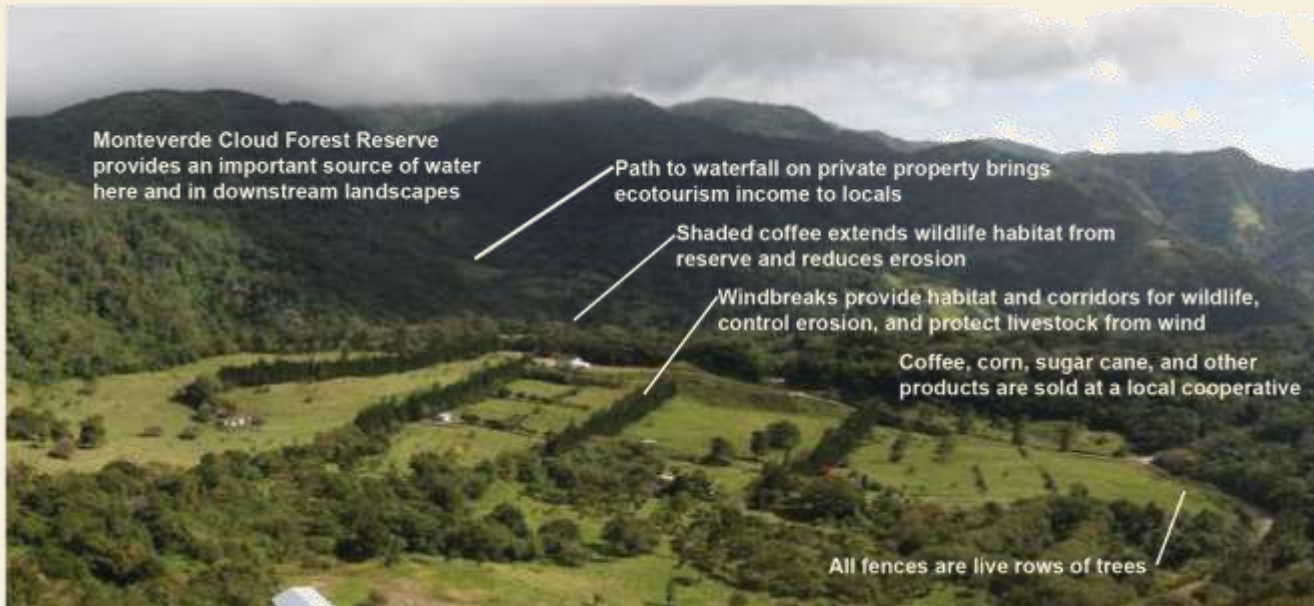 Monteverde Cloud Forest Reserve
provides an important source of water
here and in downstream landscapes
Path to waterfall on private property brings
ecotourism income to locals
Shaded coffee extends wildlife habitat from
reserve and reduces erosion
Windbreaks provide habitat and corridors for wildlife,
control erosion, and protect livestock from wind
Coffee, corn, sugar cane, and other
products are sold at a local cooperative
All fences are live rows of trees